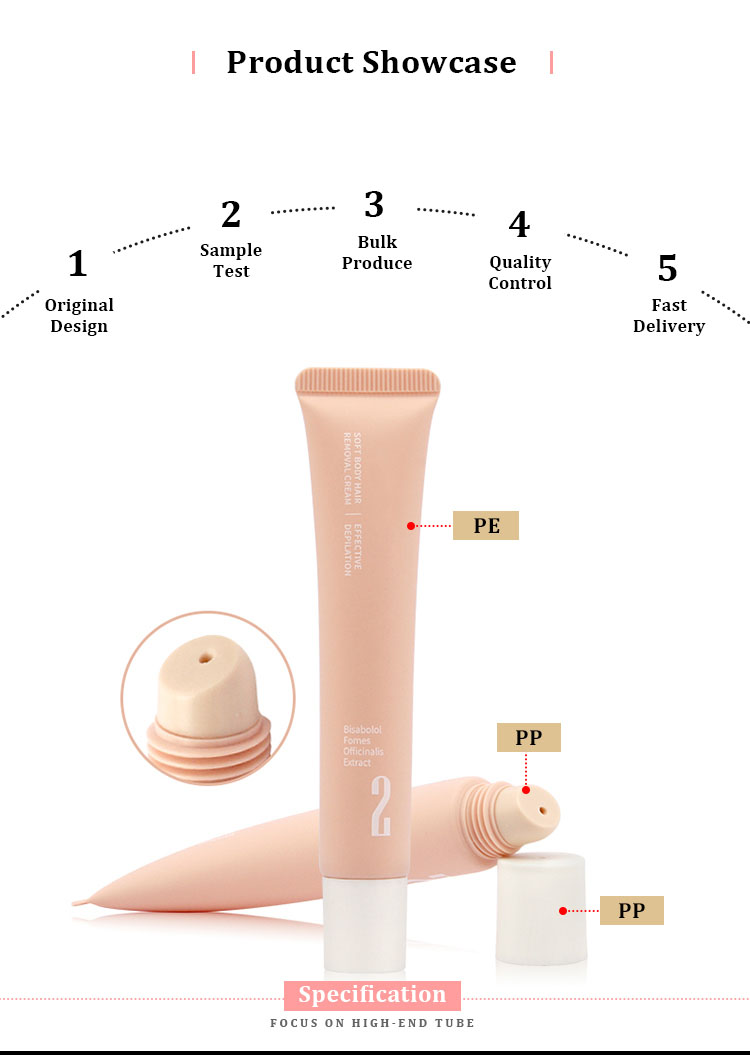 Product Showcase
1
Original
Design
2
Sample
Test
3
Bulk
Produce
4
Quality
Control
5
Fast
Delivery
SOFT BODY HAIR
REMOVAL CREAM
EFFECTIVE
DEPILATION
PE
Bisabolol
Fomes
Officinalis
Extract
2
PP
PP
Specification
FOCUS ON HIGH-END TUBE